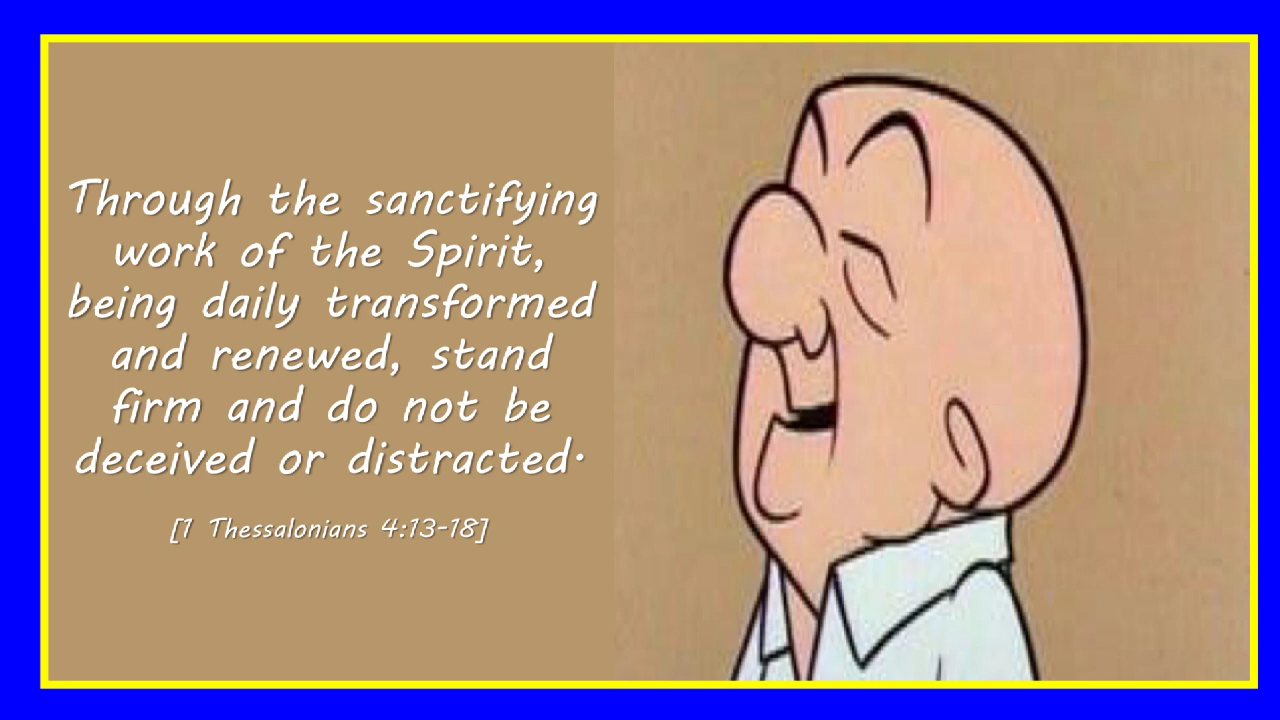 Through the sanctifying
work of the Spirit,
being daily transformed
and renewed, stand
firm and do not be
deceived or distracted.
[1 Thessalonians 4:13-18]